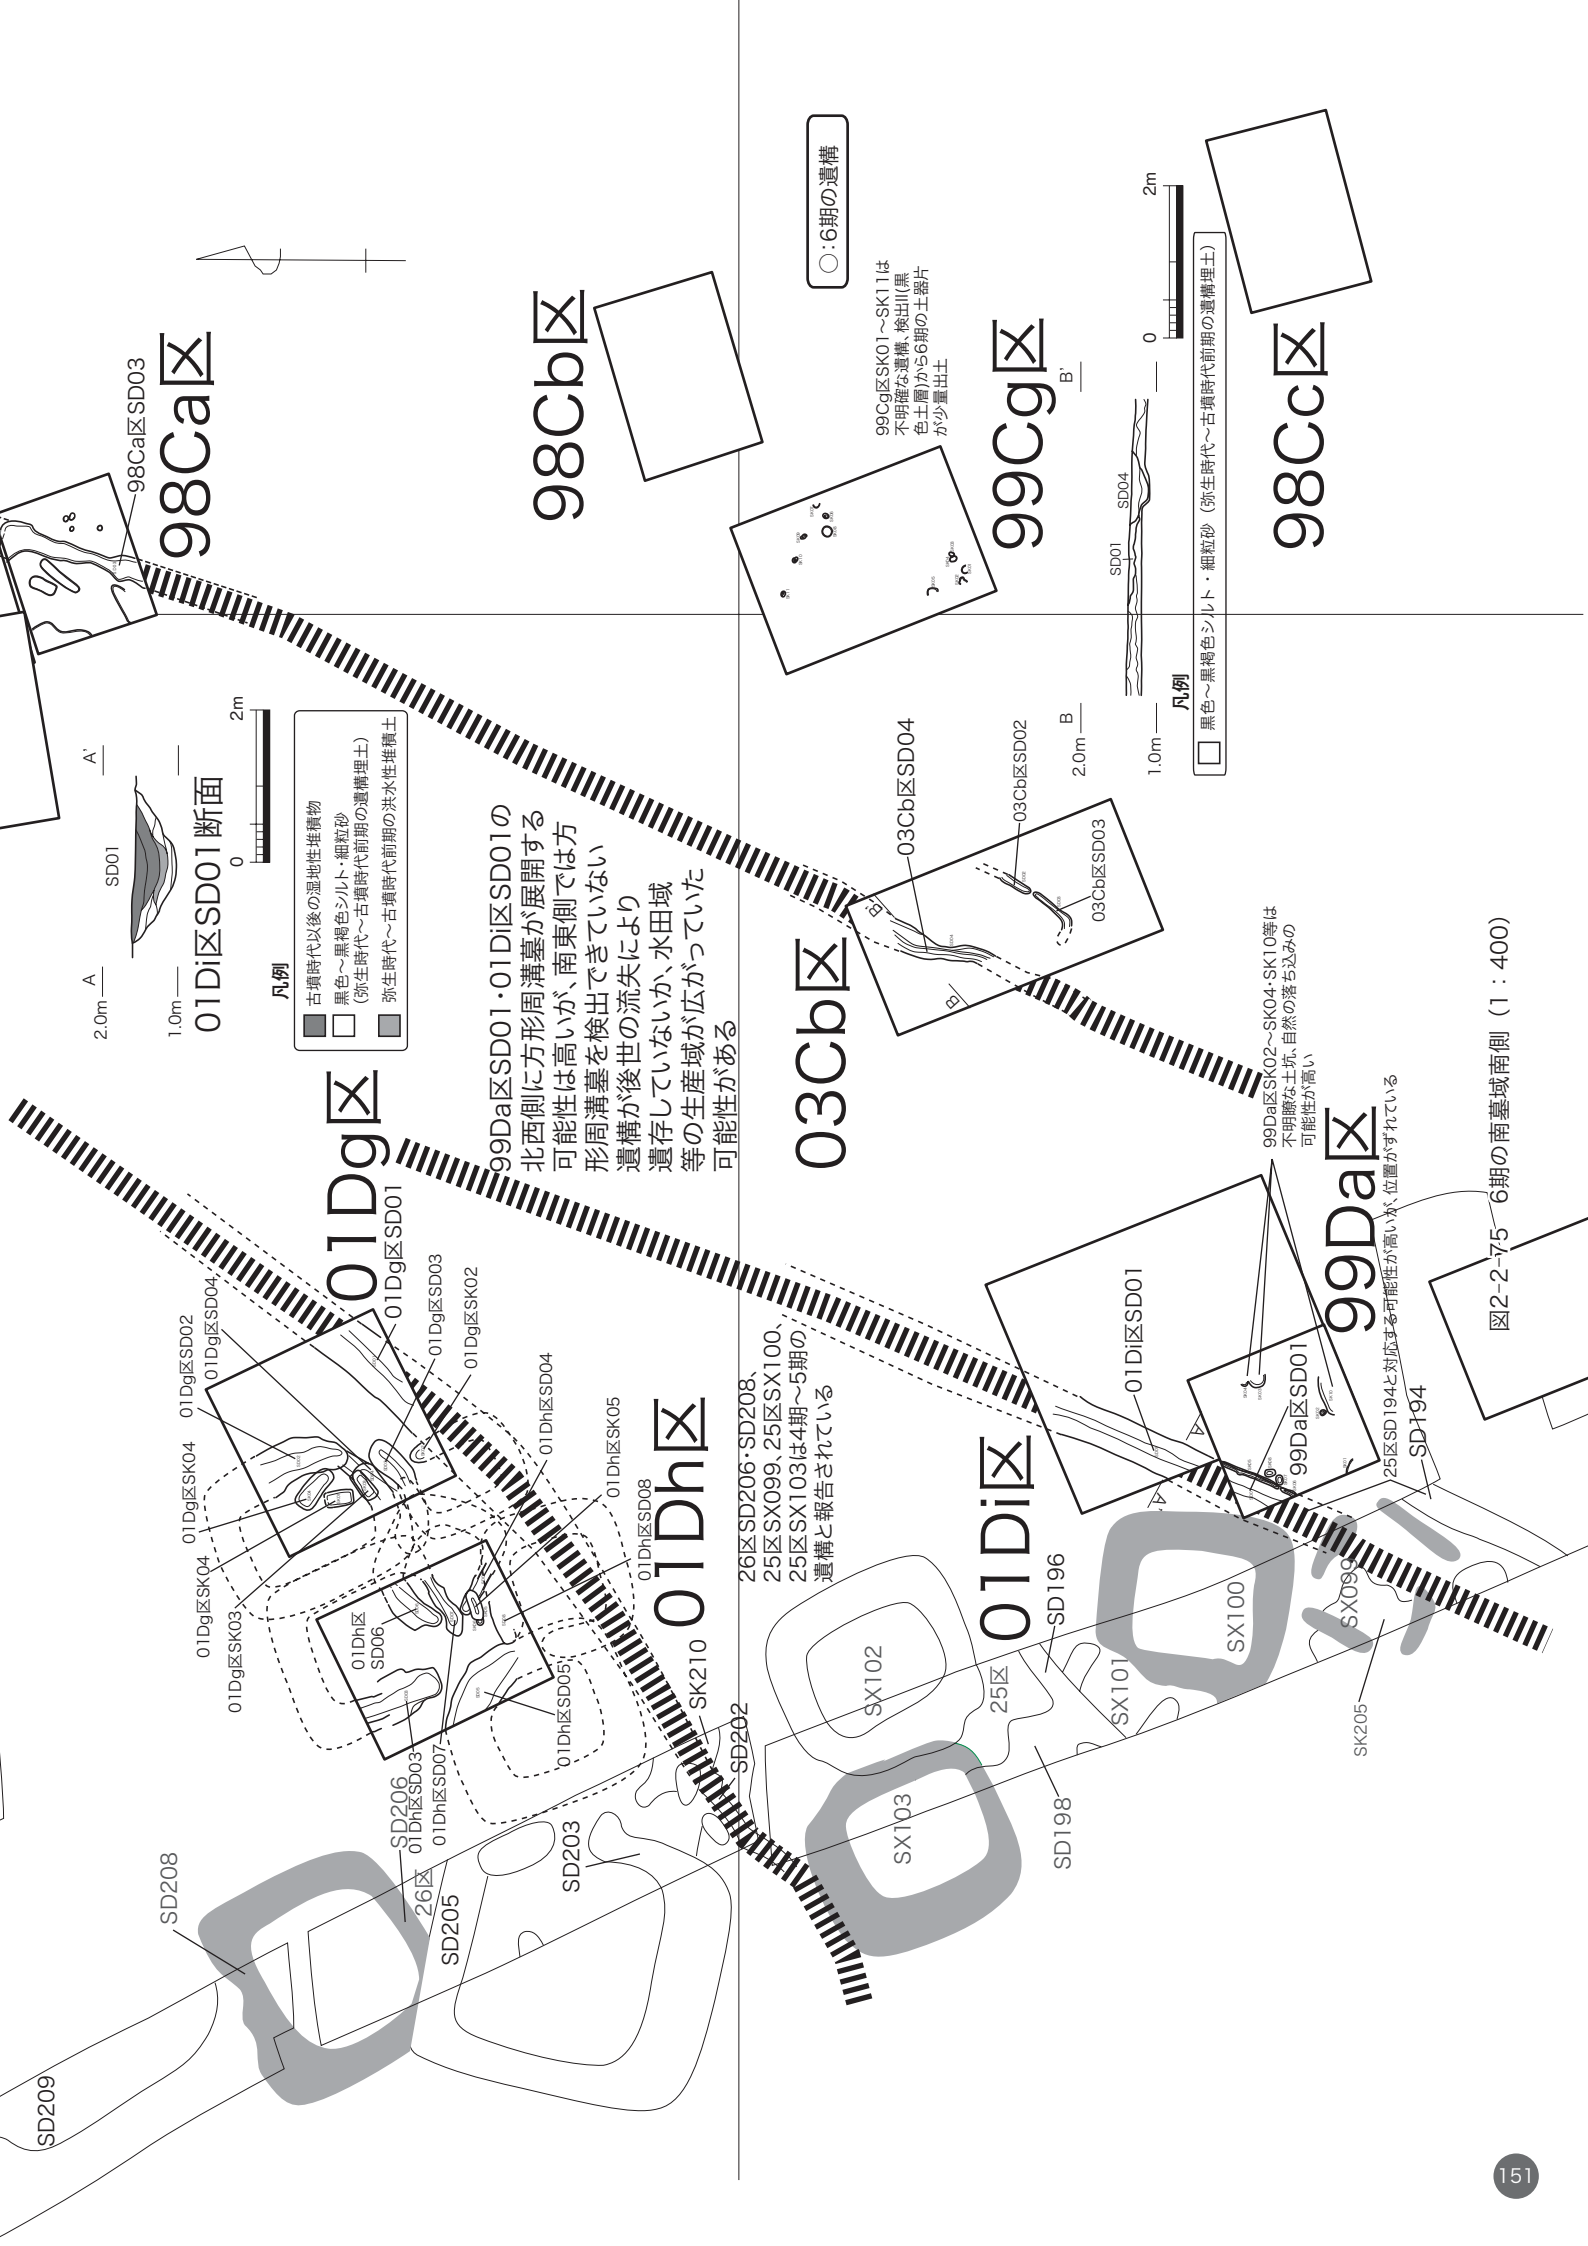 ○：6期の遺構
98Ca区SD03
98Ca区
98Cb区
99Cg区SK01～SK11は
不明確な遺構、検出II(黒
色土層)から6期の土器片
が少量出土
99Cg区
98Cc区
A
A'
2.0m
1.0m
SD01
01Di区SD01断面
0
2m
凡例
古墳時代以後の湿地性堆積物
黒色～黒褐色シルト・細粒砂
(弥生時代～古墳時代前期の遺構埋土)
弥生時代～古墳時代前期の洪水性堆積土
B
B'
2.0m
1.0m
SD01
SD04
0
2m
凡例
黒色～黒褐色シルト・細粒砂（弥生時代～古墳時代前期の遺構埋土）
99Da区SD01・01Di区SD01の
北西側に方形周溝墓が展開する
可能性は高いが、南東側では方
形周溝墓を検出できていない
遺構が後世の流失により
遺存していないか、水田域
等の生産域が広がっていた
可能性がある
03Cb区SD04
03Cb区SD02
03Cb区SD03
B'
B
03Cb区
01Dg区
01Dg区SD01
01Dg区SD03
01Dg区SK02
01Dg区SD04
01Dg区SD02
01Dg区SK04
01Dg区SK04
01Dg区SK03
01Dh区SD04
01Dh区SK05
01Dh区SD08
01Dh区
SD06
01Dh区SD05
01Dh区SD03
01Dh区SD07
01Dh区
26区SD206・SD208、
25区SX099、25区SX100、
25区SX103は4期～5期の
遺構と報告されている
99Da区SK02～SK04・SK10等は
不明瞭な土坑、自然の落ち込みの
可能性が高い
01Di区SD01
A
A'
99Da区SD01
99Da区
25区SD194と対応する可能性が高いが、位置がずれている
SD194
01Di区
SD196
SX102
25区
SX101
SX100
SX099
SK205
SK210
SD202
SX103
SD198
SD206
26区
SD205
SD203
SD208
SD209
図2-2-75　6期の南墓域南側（1：400）
151